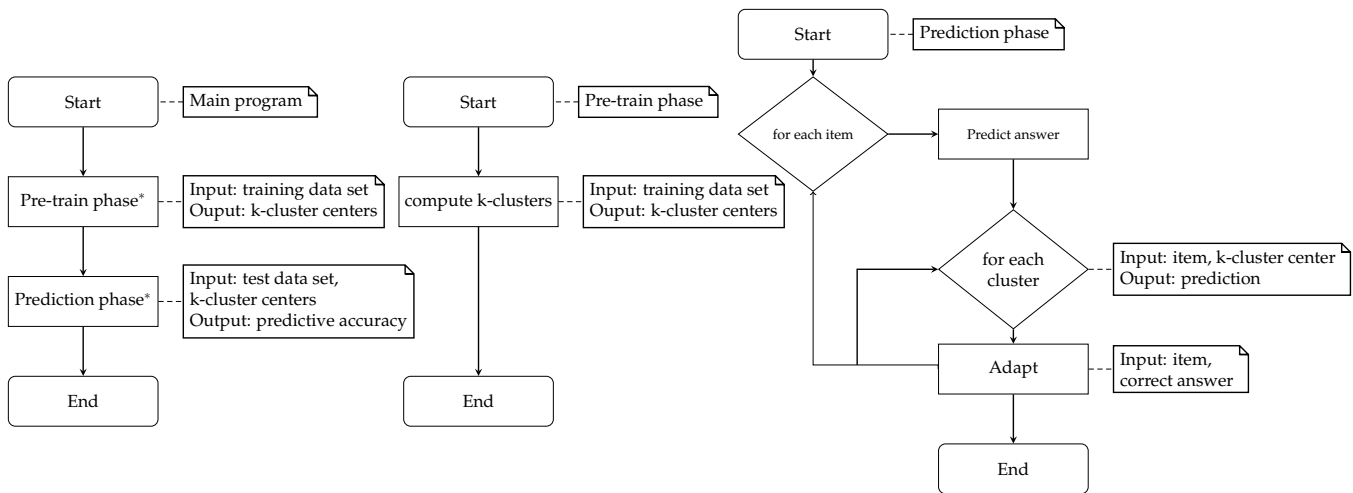 Start
Main program
Pre-train phase*
Input: training data set
Ouput: k-cluster centers
Prediction phase*
Input: test data set,
k-cluster centers
Output: predictive accuracy
End
Start
Pre-train phase
compute k-clusters
Input: training data set
Ouput: k-cluster centers
End
Start
Prediction phase
for each item
Predict answer
for each
cluster
Input: item, k-cluster center
Ouput: prediction
Adapt
Input: item,
correct answer
End